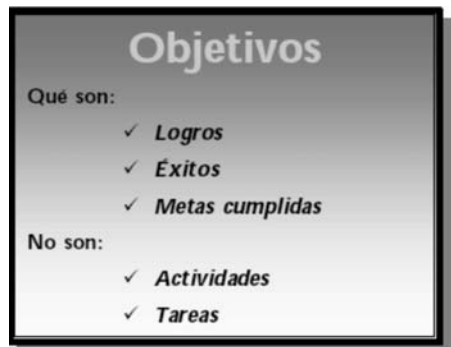 Objetivos
Qué son:
✓ Logros
✓ Éxitos
✓ Metas cumplidas
No son:
✓ Actividades
✓ Tareas